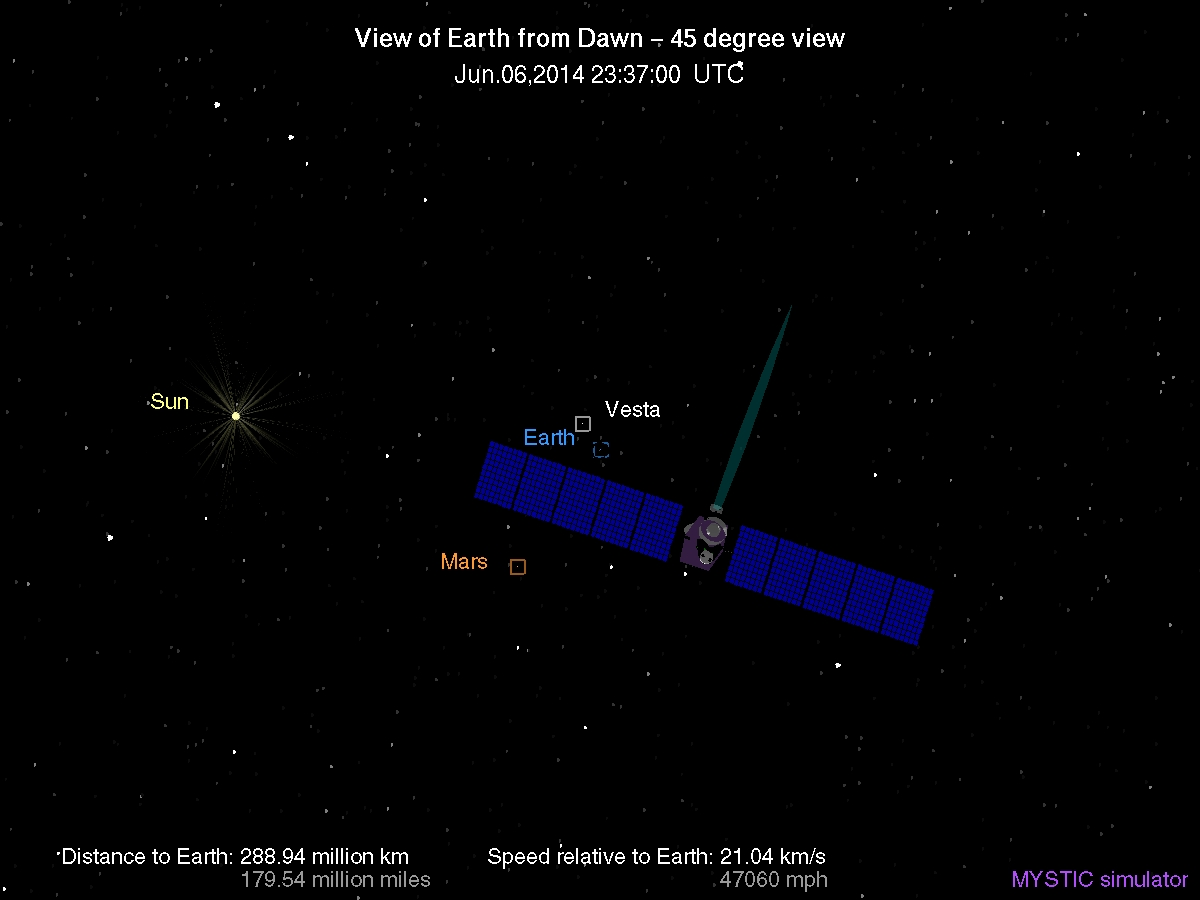 View of Earth from Dawn – 45 degree view
Jun.06,2014 23:37:00 UTC
Sun
Vesta
Earth
Mars
Distance to Earth: 288.94 million km
179.54 million miles
Speed relative to Earth: 21.04 km/s
47060 mph
MYSTIC simulator